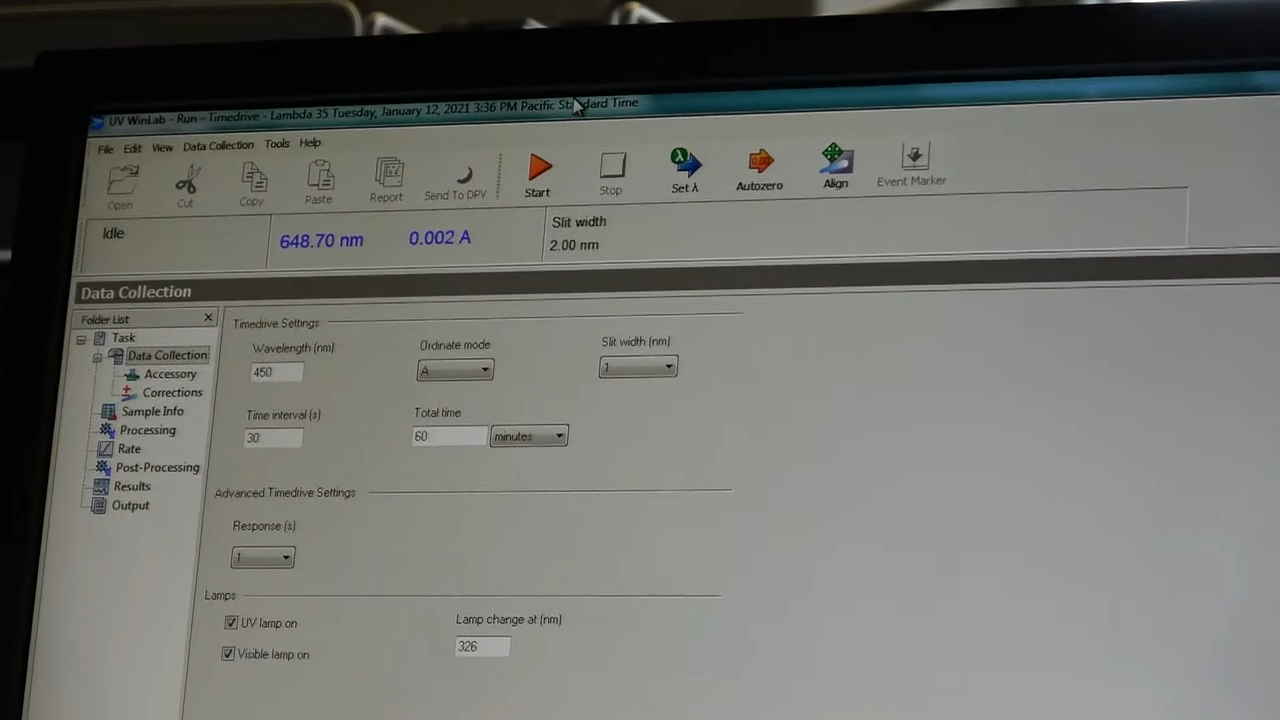 UV WinLab - Run - Timedrive - Lambda 35 Tuesday, January 12, 2021 3:36 PM Pacific Standard Time
File Edit View Data Collection Tools Help
Open Cut Copy Paste Report Send To DPV Start Stop Set λ Autozero Align Event Marker
Idle 648.70 nm 0.002 A Slit width
2.00 nm
Data Collection
Folder List
Task
Data Collection
Accessory
Corrections
Sample Info
Processing
Rate
Post-Processing
Results
Output
Timedrive Settings
Wavelength (nm) Ordinate mode Slit width (nm)
450 A 1
Time interval (s) Total time
30 60 minutes
Advanced Timedrive Settings
Response (s)
1
Lamps
UV lamp on Lamp change at (nm)
Visible lamp on 326